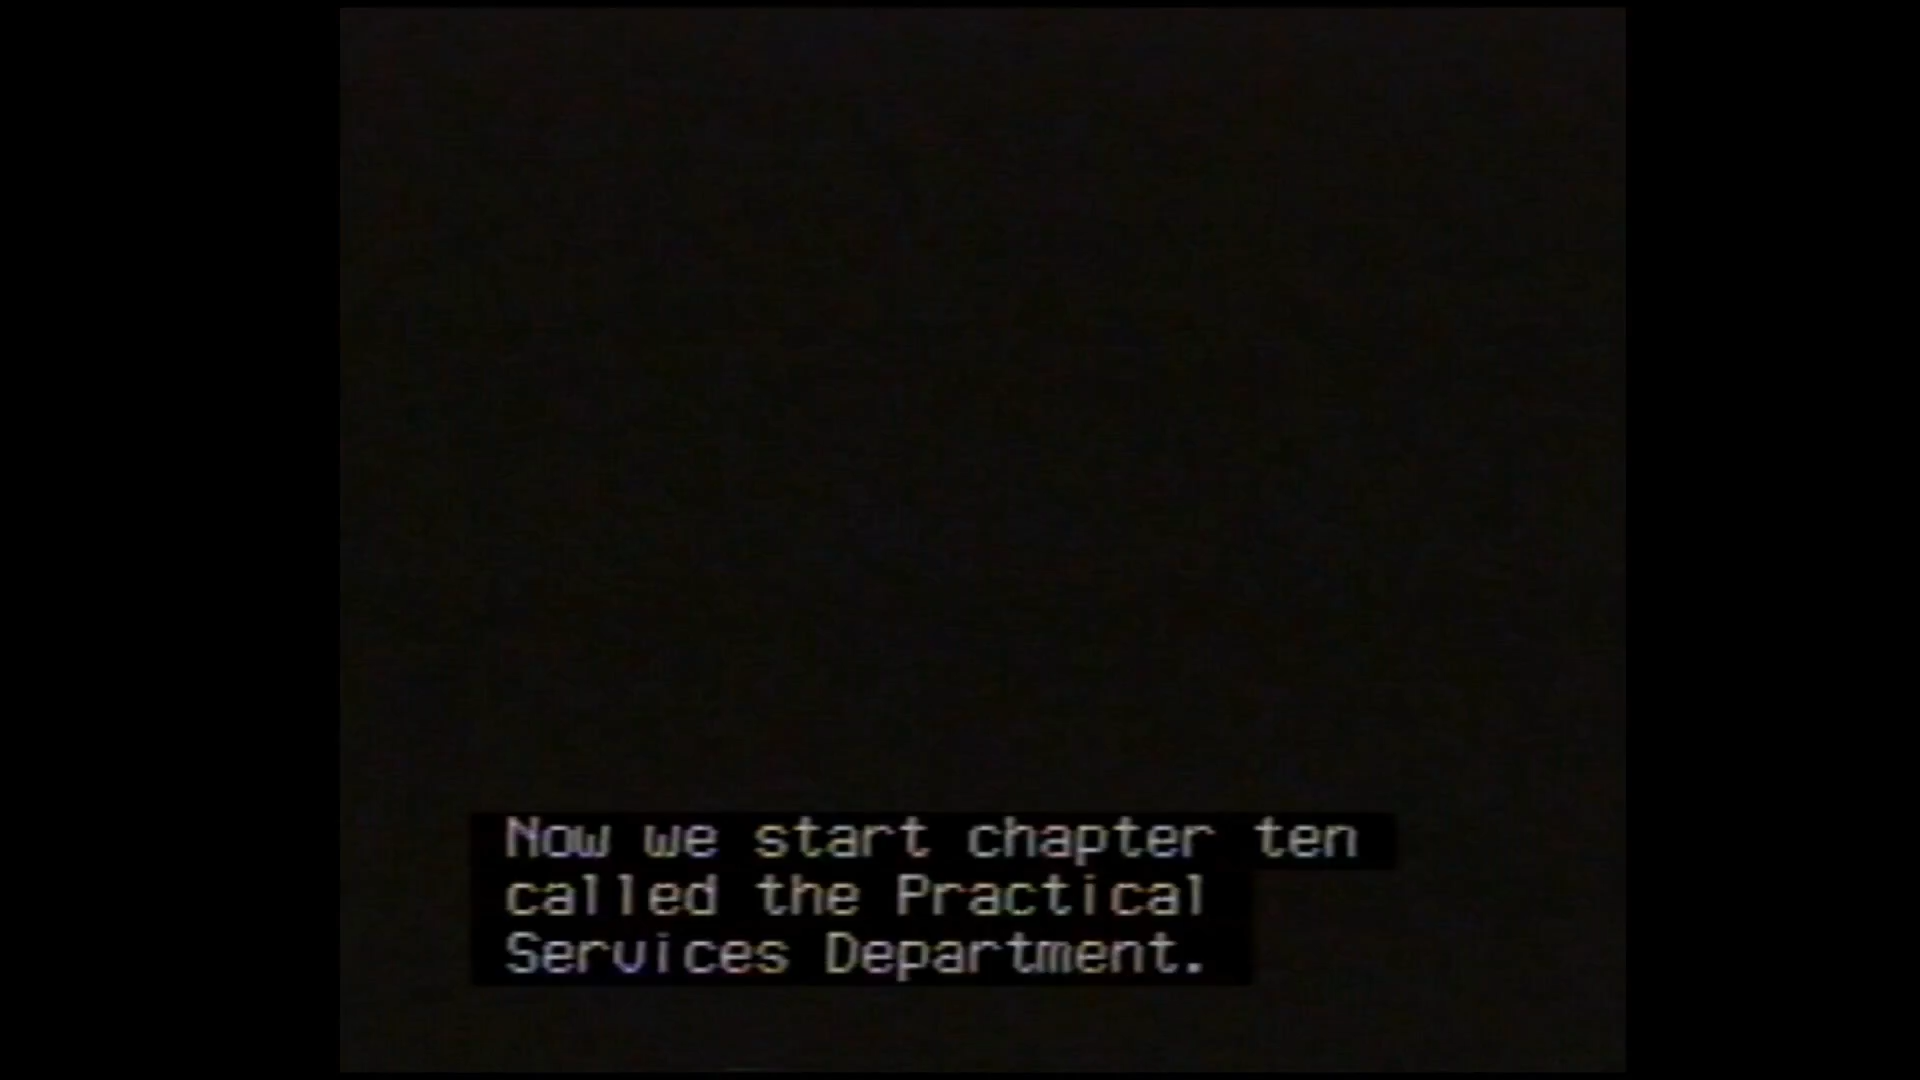 Now we start chapter ten
called the Practical
Services Department.